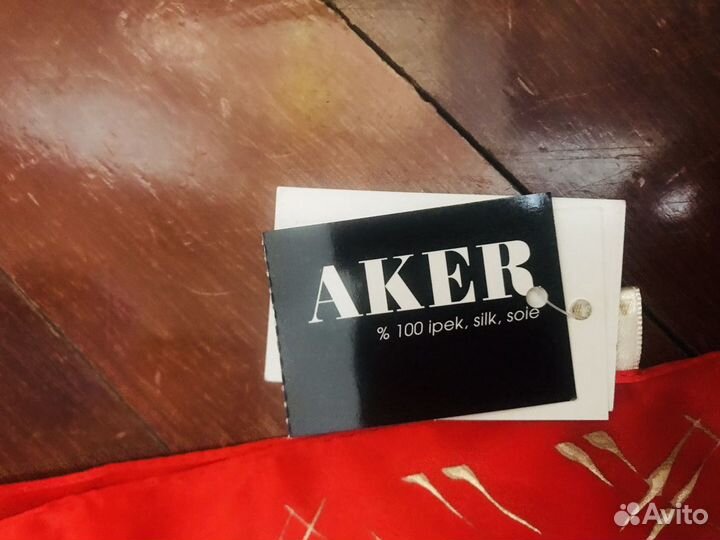 AKER
% 100 ipek, silk, soie
Avito